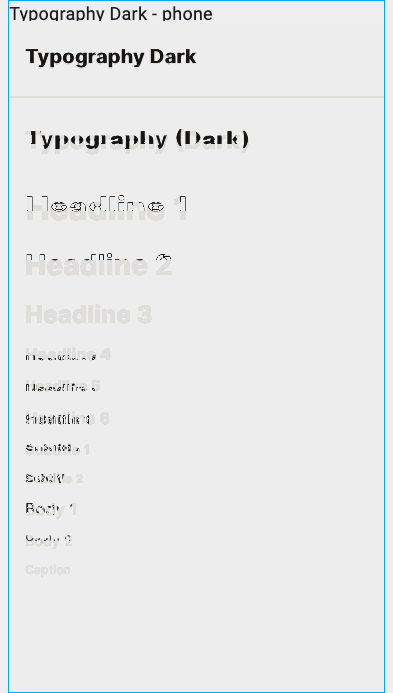 Typography Dark - phone
Typography Dark
Typography (Dark)
Headline 1
Headline 2
Headline 3
Headline 4
Headline 5
Headline 6
Subtitle 1
Subtitle 2
Body 1
Body 2
Caption